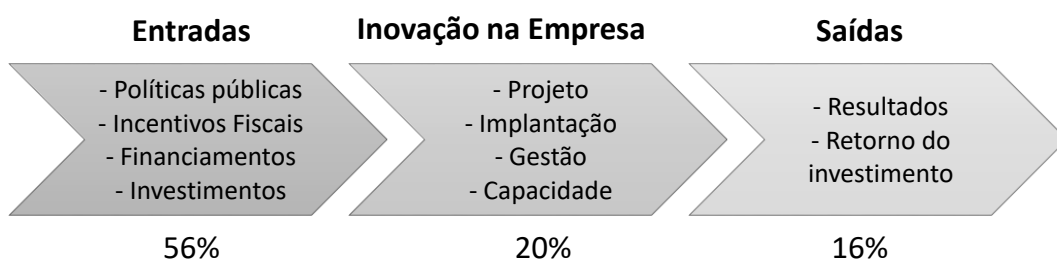 Entradas
Inovação na Empresa
Saídas
- Políticas públicas
- Incentivos Fiscais
- Financiamentos
- Investimentos
- Projeto
- Implantação
- Gestão
- Capacidade
- Resultados
- Retorno do
investimento
56%
20%
16%